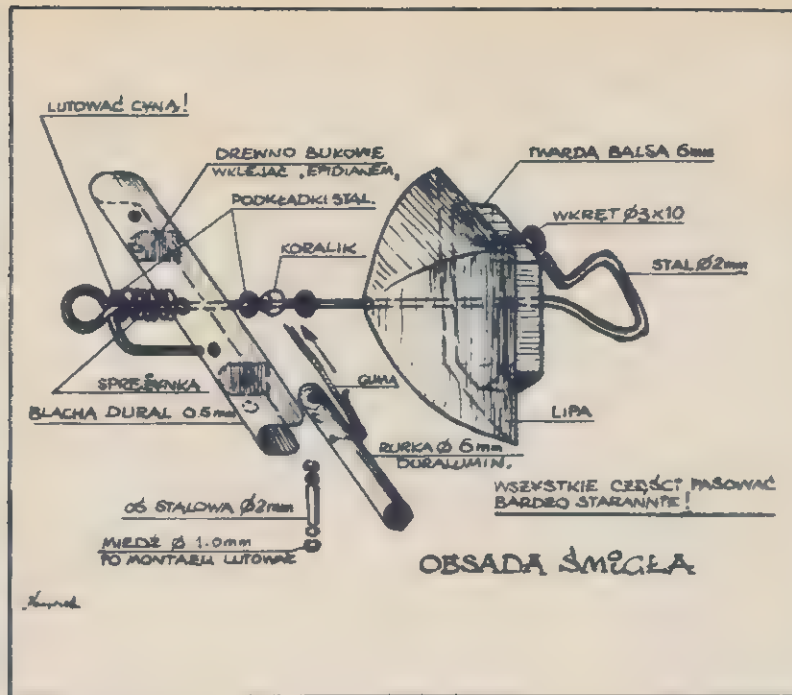 LUTOWAĆ CYNĄ!
DREWNO BUKOWE
WKLEJAĆ „EPIDIANEM”
PODKŁADKI STAL.
KORALIK
TWARDA BALSA 6mm
WKRĘT Ø3×10
STAL Ø2mm
SPRĘŻYNKA
BLACHA DURAL 0.5mm
GUMA
LIPA
RURKA Ø 6mm
DURALUMIN.
OŚ STALOWA Ø2mm
MIEDŹ Ø 1.0mm
PO MONTAŻU LUTOWAĆ
WSZYSTKIE CZĘŚCI PASOWAĆ
BARDZO STARANNIE!
OBSADA ŚMIGŁA